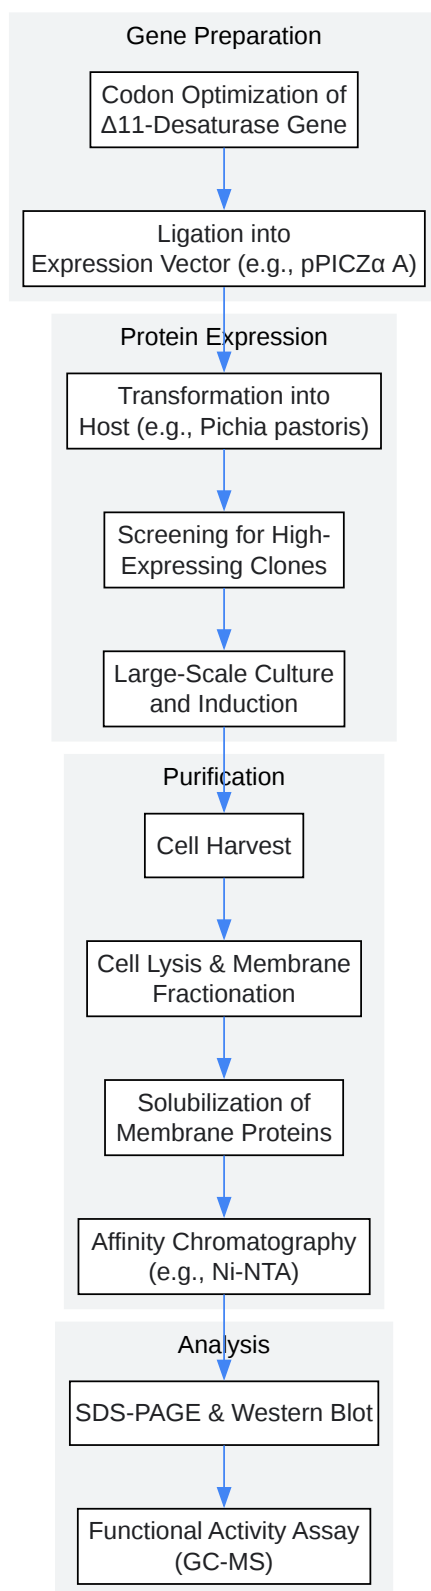 Gene Preparation
Codon Optimization of
Δ11-Desaturase Gene
Ligation into
Expression Vector (e.g., pPICZα A)
Protein Expression
Transformation into
Host (e.g., Pichia pastoris)
Screening for High-
Expressing Clones
Large-Scale Culture
and Induction
Purification
Cell Harvest
Cell Lysis & Membrane
Fractionation
Solubilization of
Membrane Proteins
Affinity Chromatography
(e.g., Ni-NTA)
Analysis
SDS-PAGE & Western Blot
Functional Activity Assay
(GC-MS)